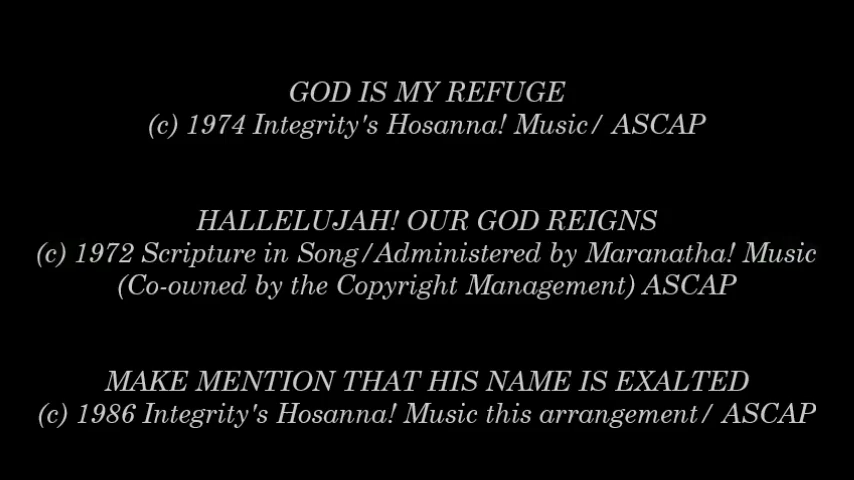 GOD IS MY REFUGE
(c) 1974 Integrity's Hosanna! Music/ ASCAP
HALLELUJAH! OUR GOD REIGNS
(c) 1972 Scripture in Song/Administered by Maranatha! Music
(Co-owned by the Copyright Management) ASCAP
MAKE MENTION THAT HIS NAME IS EXALTED
(c) 1986 Integrity's Hosanna! Music this arrangement/ ASCAP